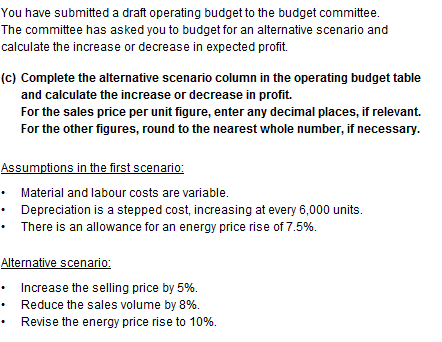 You have submitted a draft operating budget to the budget committee.
The committee has asked you to budget for an alternative scenario and
calculate the increase or decrease in expected profit.
(c) Complete the alternative scenario column in the operating budget table
and calculate the increase or decrease in profit.
For the sales price per unit figure, enter any decimal places, if relevant.
For the other figures, round to the nearest whole number, if necessary.
Assumptions in the first scenario:
• Material and labour costs are variable.
• Depreciation is a stepped cost, increasing at every 6,000 units.
• There is an allowance for an energy price rise of 7.5%.
Alternative scenario:
• Increase the selling price by 5%.
• Reduce the sales volume by 8%.
• Revise the energy price rise to 10%.